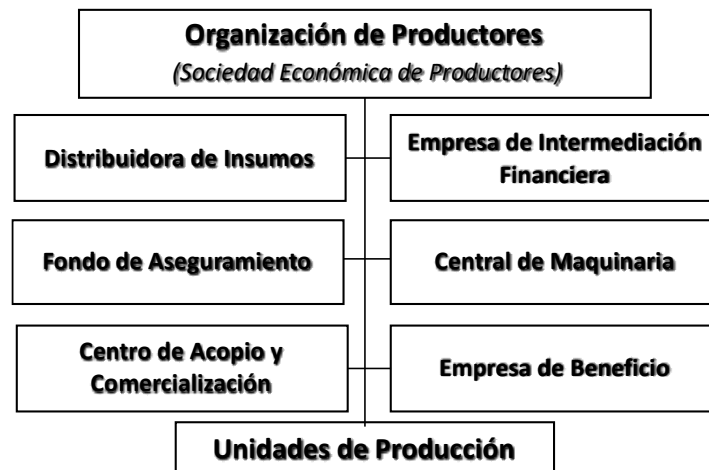 Organización de Productores
(Sociedad Económica de Productores)
Distribuidora de Insumos
Empresa de Intermediación
Financiera
Fondo de Aseguramiento
Central de Maquinaria
Centro de Acopio y
Comercialización
Empresa de Beneficio
Unidades de Producción